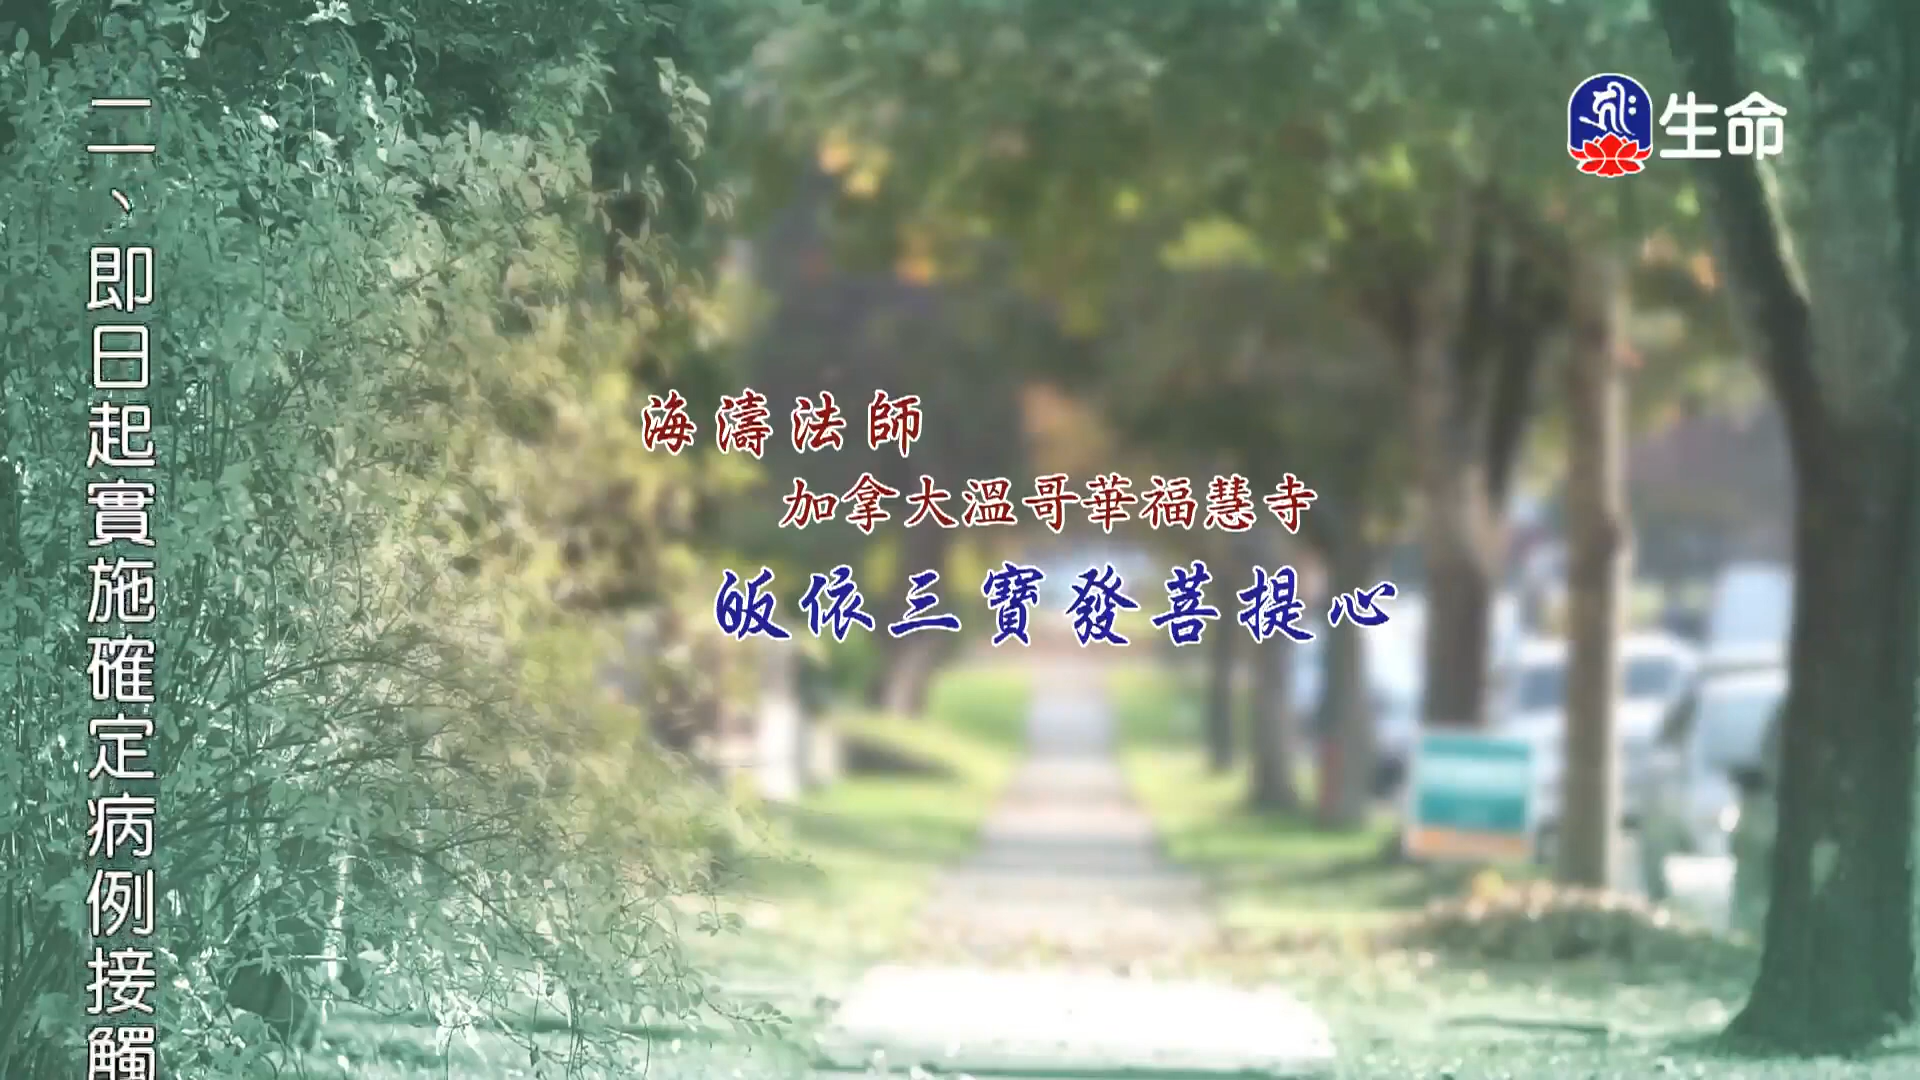 生命
二、即日起實施確定病例接觸
海濤法師
加拿大溫哥華福慧寺
皈依三寶發菩提心